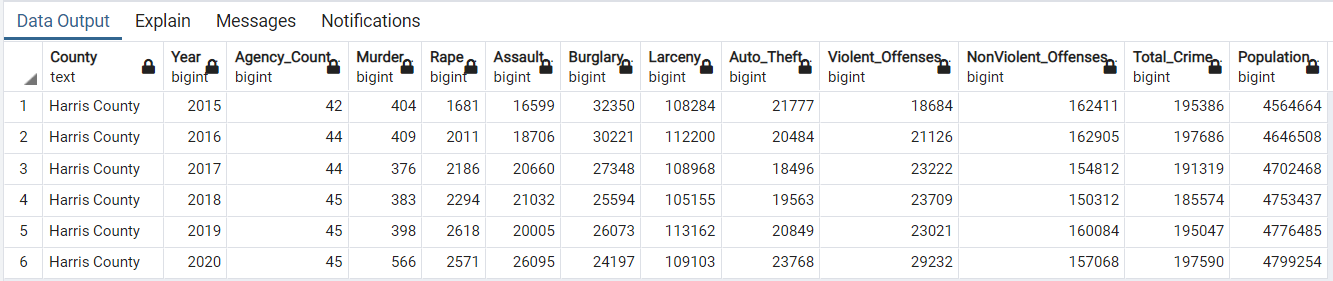 Data Output Explain Messages Notifications
County Year Agency_Count Murder Rape Assault Burglary Larceny Auto_Theft Violent_Offenses NonViolent_Offenses Total_Crime Population
text bigint bigint bigint bigint bigint bigint bigint bigint bigint bigint bigint bigint
1 Harris County 2015 42 404 1681 16599 32350 108284 21777 18684 162411 195386 4564664
2 Harris County 2016 44 409 2011 18706 30221 112200 20484 21126 162905 197686 4646508
3 Harris County 2017 44 376 2186 20660 27348 108968 18496 23222 154812 191319 4702468
4 Harris County 2018 45 383 2294 21032 25594 105155 19563 23709 150312 185574 4753437
5 Harris County 2019 45 398 2618 20005 26073 113162 20849 23021 160084 195047 4776485
6 Harris County 2020 45 566 2571 26095 24197 109103 23768 29232 157068 197590 4799254